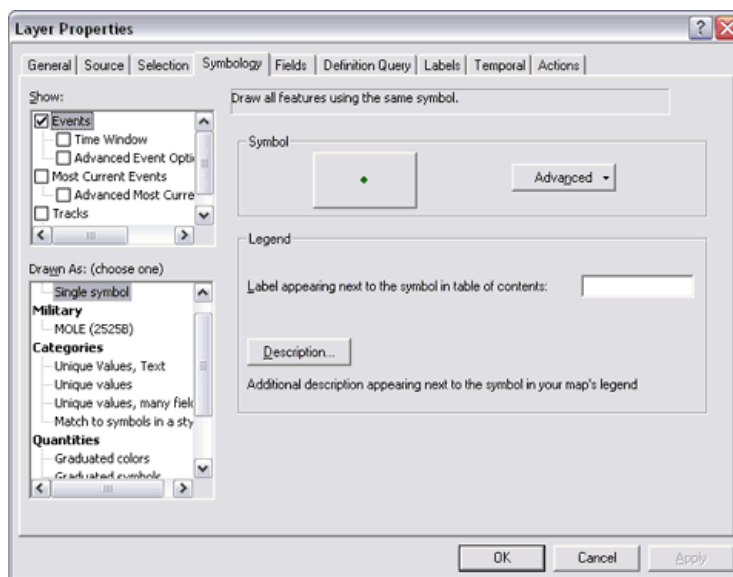 Layer Properties
General Source Selection Symbology Fields Definition Query Labels Temporal Actions
Show:
Events
Time Window
Advanced Event Opti
Most Current Events
Advanced Most Curre
Tracks
Drawn As: (choose one)
Single symbol
Military
MOLE (2525B)
Categories
Unique Values, Text
Unique values
Unique values, many field
Match to symbols in a sty
Quantities
Graduated colors
Graduated symbols
Draw all features using the same symbol.
Symbol
Advanced
Legend
Label appearing next to the symbol in table of contents:
Description...
Additional description appearing next to the symbol in your map's legend
OK Cancel Apply